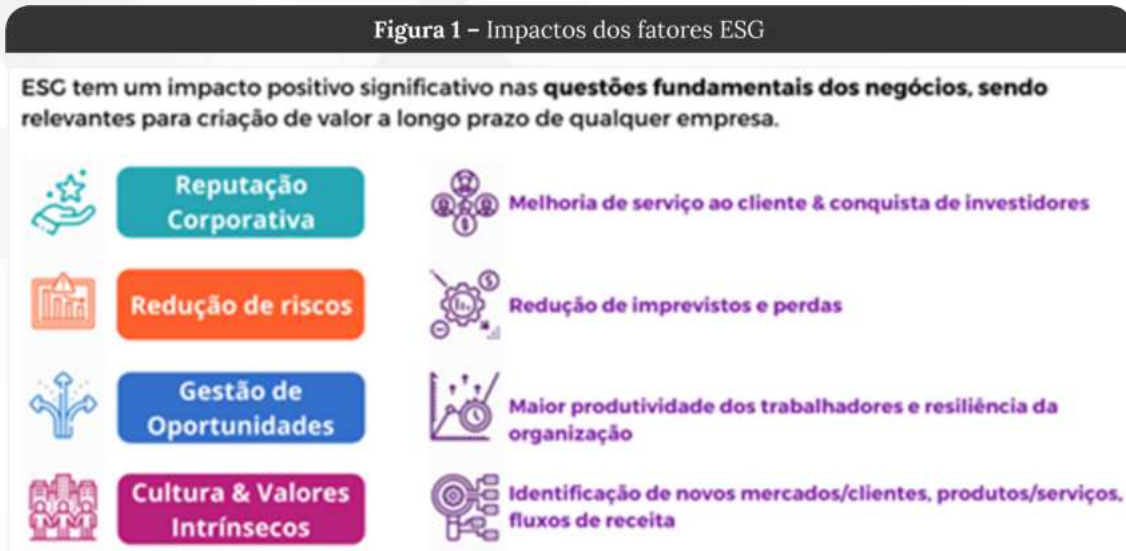 Figura 1 – Impactos dos fatores ESG
ESG tem um impacto positivo significativo nas questões fundamentais dos negócios, sendo
relevantes para criação de valor a longo prazo de qualquer empresa.
Reputação
Corporativa
Melhoria de serviço ao cliente & conquista de investidores
Redução de riscos
Redução de imprevistos e perdas
Gestão de
Oportunidades
Maior produtividade dos trabalhadores e resiliência da
organização
Cultura & Valores
Intrínsecos
Identificação de novos mercados/clientes, produtos/serviços,
fluxos de receita